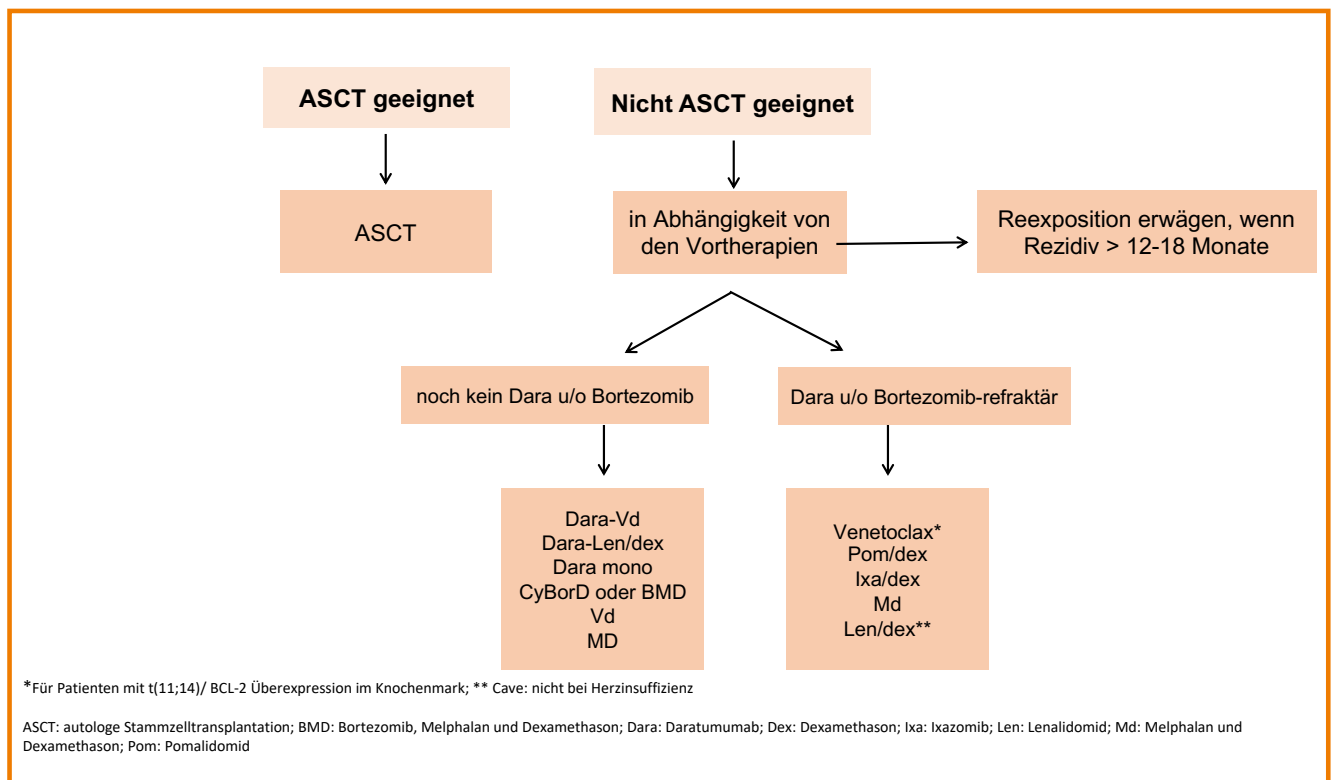 ASCT geeignet
Nicht ASCT geeignet
ASCT
in Abhängigkeit von
den Vortherapien
Reexposition erwägen, wenn
Rezidiv > 12-18 Monate
noch kein Dara u/o Bortezomib
Dara u/o Bortezomib-refraktär
Dara-Vd
Dara-Len/dex
Dara mono
CyBorD oder BMD
Vd
MD
Venetoclax*
Pom/dex
Ixa/dex
Md
Len/dex**
*Für Patienten mit t(11;14)/ BCL-2 Überexpression im Knochenmark; ** Cave: nicht bei Herzinsuffizienz
ASCT: autologe Stammzelltransplantation; BMD: Bortezomib, Melphalan und Dexamethason; Dara: Daratumumab; Dex: Dexamethason; Ixa: Ixazomib; Len: Lenalidomid; Md: Melphalan und
Dexamethason; Pom: Pomalidomid